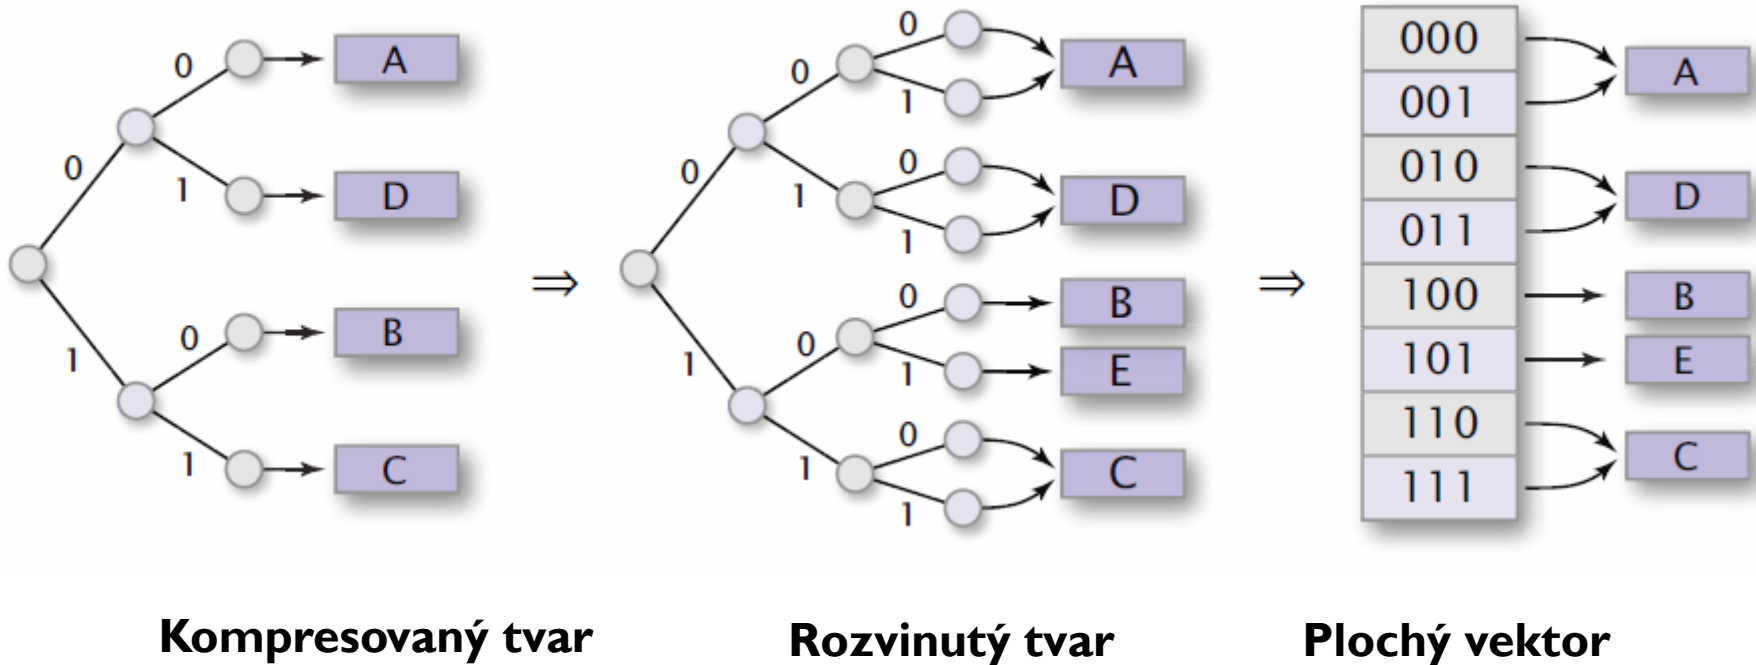 0 A
0
1 D
0 B
1
1 C
⇒
0
0 A
1
0
0
1 D
1
0 B
0
1 E
1
0
1 C
1
⇒
000
A
001
010
D
011
100 B
101 E
110
C
111
Kompresovaný tvar Rozvinutý tvar Plochý vektor